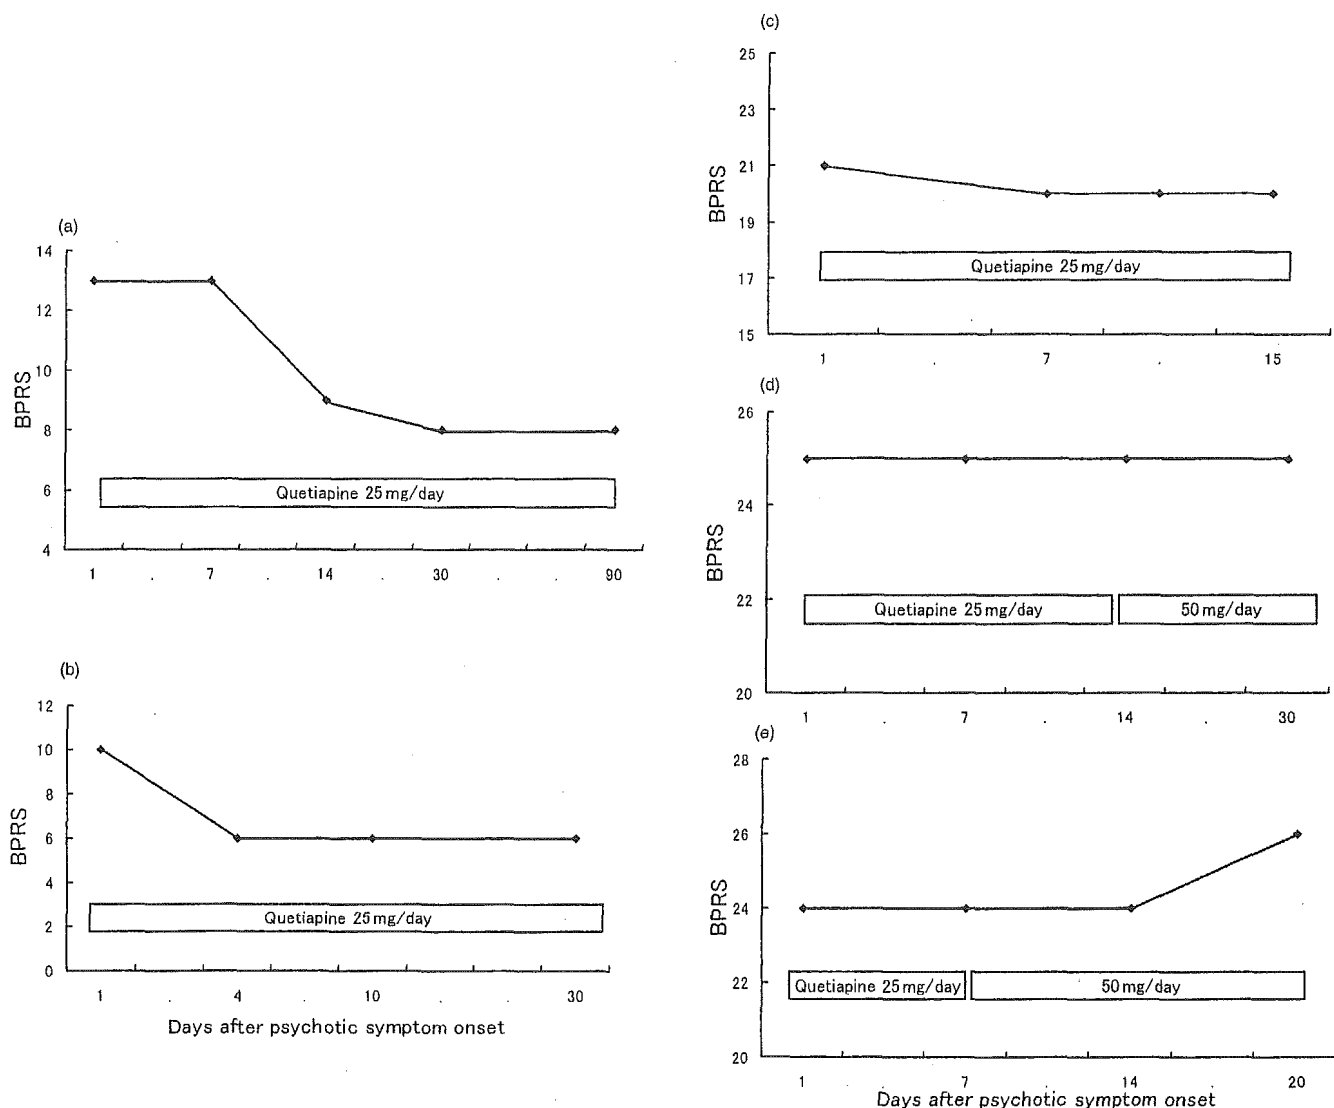 (a)
14
12
10
8
6
4
BPRS
Quetiapine 25 mg/day
1 . 7 . 14 . 30 . 90
(b)
12
10
8
6
4
2
0
BPRS
Quetiapine 25 mg/day
1 . 4 . 10 . 30
Days after psychotic symptom onset
(c)
25
23
21
19
17
15
BPRS
Quetiapine 25 mg/day
1 . 7 . 15
(d)
26
24
22
20
BPRS
Quetiapine 25 mg/day 50 mg/day
1 . 7 . 14 . 30
(e)
28
26
24
22
20
BPRS
Quetiapine 25 mg/day 50 mg/day
1 . 7 . 14 . 20
Days after psychotic symptom onset